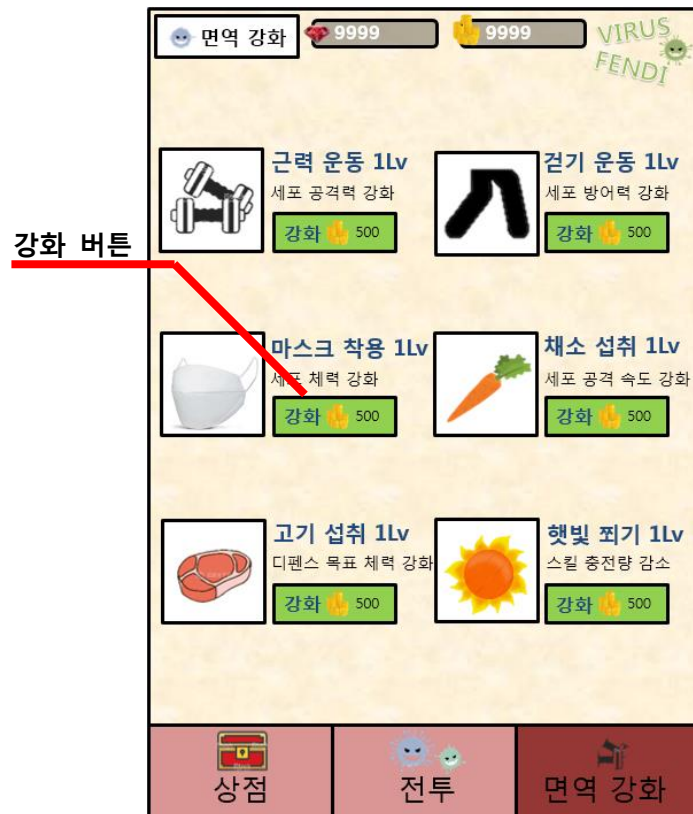 면역 강화
9999
9999
VIRUS
FENDI
근력 운동 1Lv
세포 공격력 강화
강화 500
걷기 운동 1Lv
세포 방어력 강화
강화 500
강화 버튼
마스크 착용 1Lv
세포 체력 강화
강화 500
채소 섭취 1Lv
세포 공격 속도 강화
강화 500
고기 섭취 1Lv
디펜스 목표 체력 강화
강화 500
햇빛 쬐기 1Lv
스킬 충전량 감소
강화 500
상점
전투
면역 강화